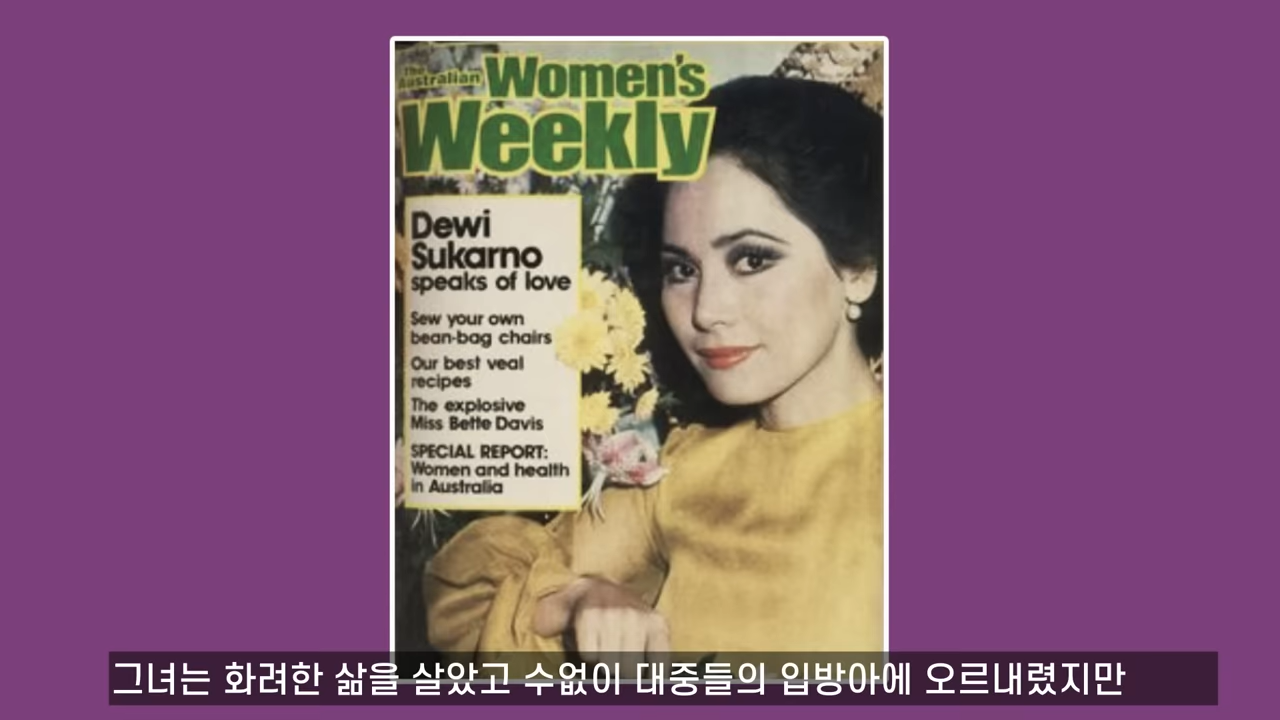 The
Australian Women's
Weekly
Dewi
Sukarno
speaks of love
Sew your own
bean-bag chairs
Our best veal
recipes
The explosive
Miss Bette Davis
SPECIAL REPORT:
Women and health
in Australia
그녀는 화려한 삶을 살았고 수없이 대중들의 입방아에 오르내렸지만